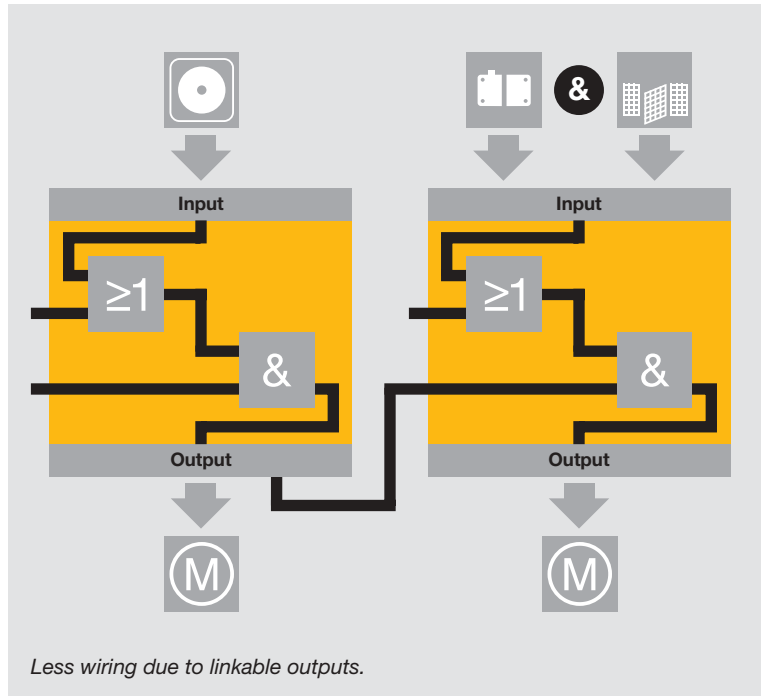 &
Input
Input
≥1
≥1
&
&
Output
Output
M
M
Less wiring due to linkable outputs.